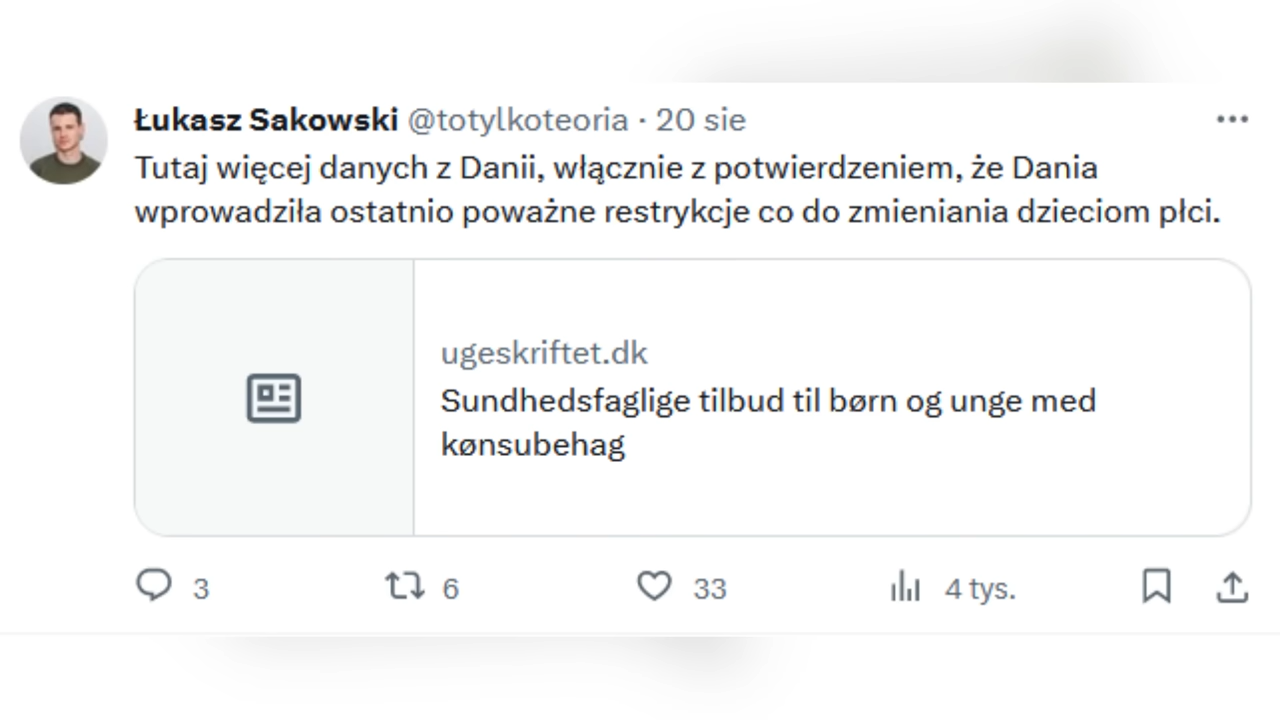 Łukasz Sakowski @totylkoteoria · 20 sie
Tutaj więcej danych z Danii, włącznie z potwierdzeniem, że Dania
wprowadziła ostatnio poważne restrykcje co do zmieniania dzieciom płci.
ugeskriftet.dk
Sundhedsfaglige tilbud til børn og unge med
kønsubehag
3 6 33 4 tys.